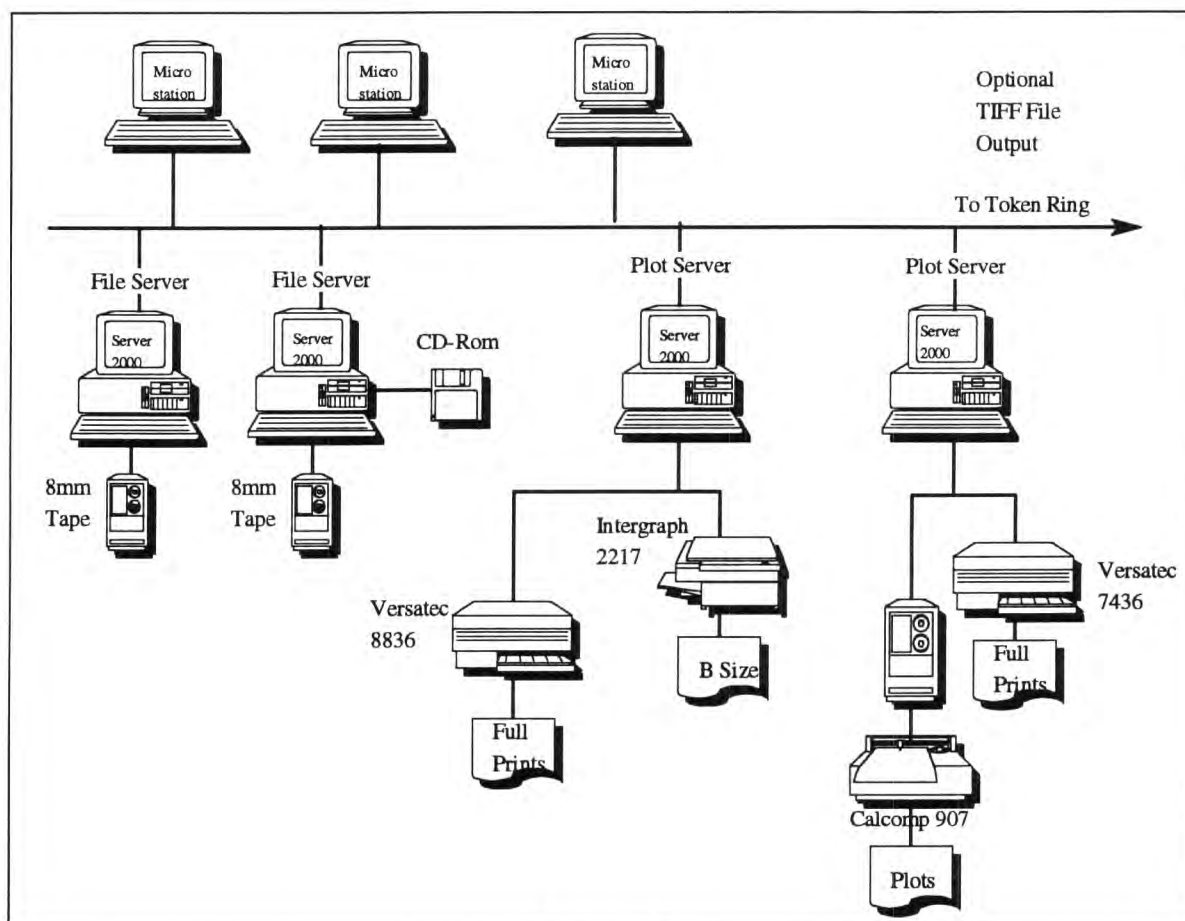 Micro
station
Micro
station
Micro
station
Optional
TIFF File
Output
To Token Ring
File Server
File Server
Plot Server
Plot Server
Server
2000
Server
2000
Server
2000
Server
2000
CD-Rom
8mm
Tape
8mm
Tape
Intergraph
2217
Versatec
8836
Versatec
7436
B Size
Full
Prints
Full
Prints
Calcomp 907
Plots